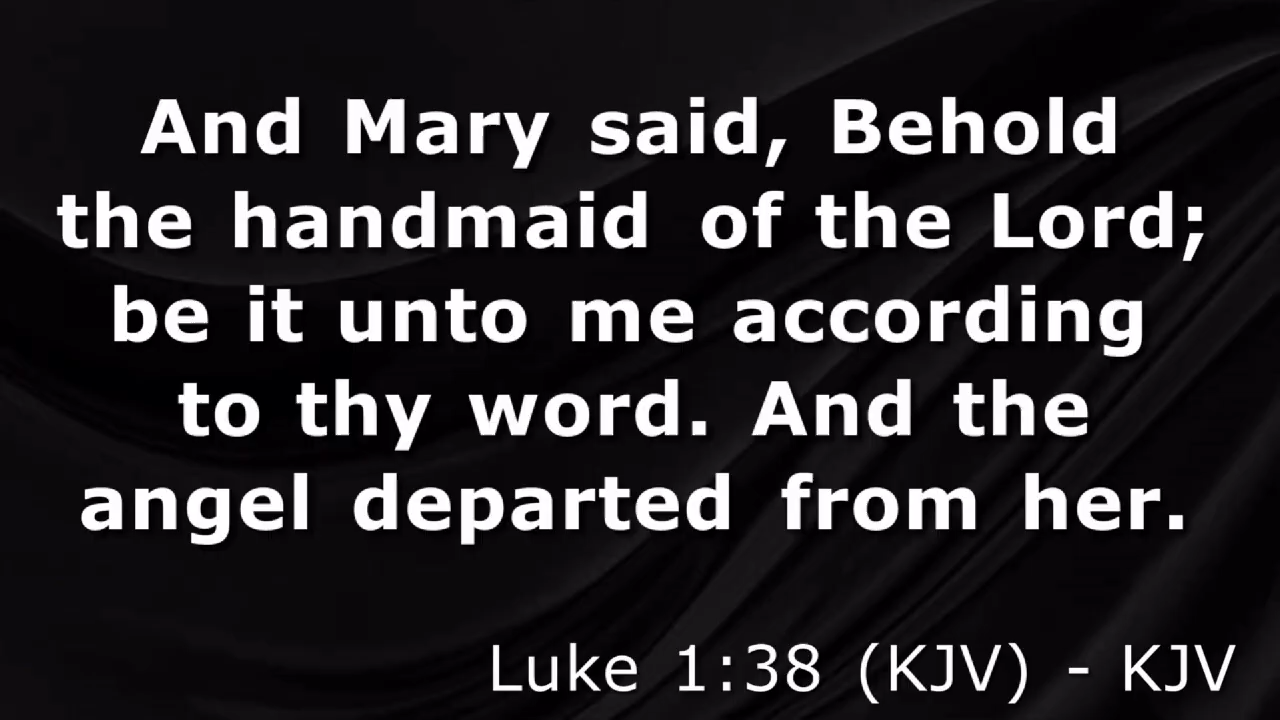 And Mary said, Behold
the handmaid of the Lord;
be it unto me according
to thy word. And the
angel departed from her.
Luke 1:38 (KJV) - KJV